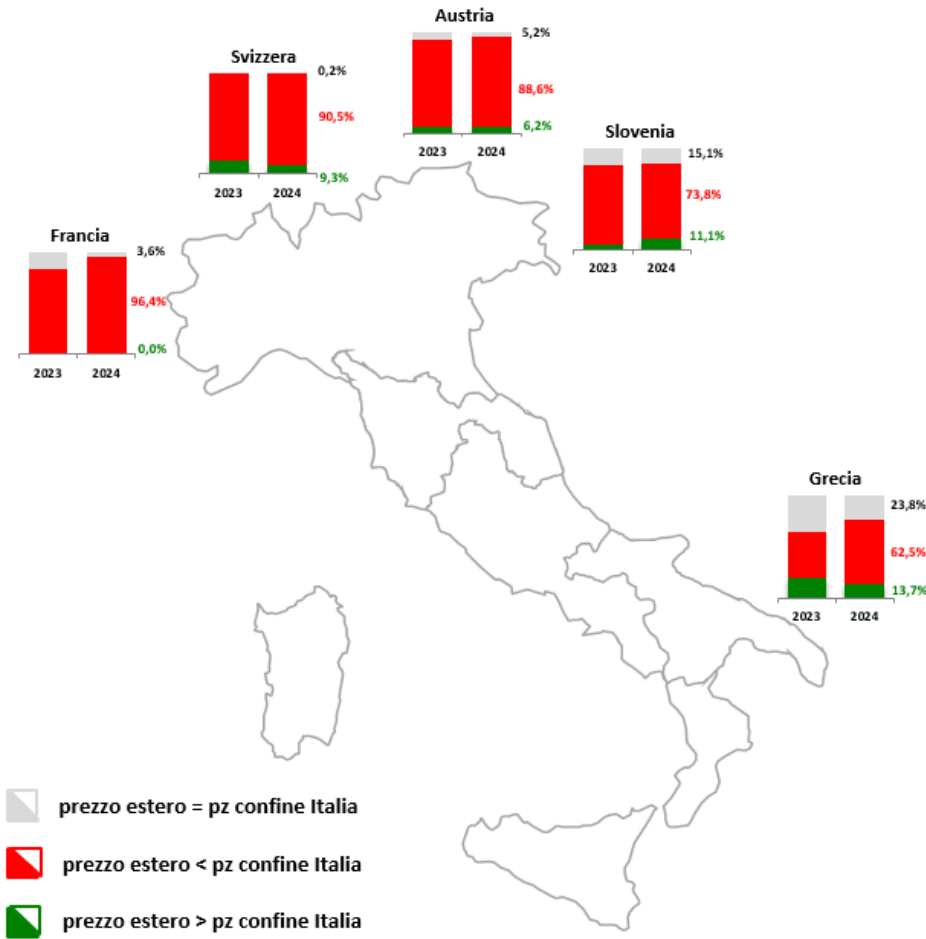 Austria
5,2%
88,6%
6,2%
2023 2024
Svizzera
0,2%
90,5%
9,3%
2023 2024
Slovenia
15,1%
73,8%
11,1%
2023 2024
Francia
3,6%
96,4%
0,0%
2023 2024
Grecia
23,8%
62,5%
13,7%
2023 2024
prezzo estero = pz confine Italia
prezzo estero < pz confine Italia
prezzo estero > pz confine Italia